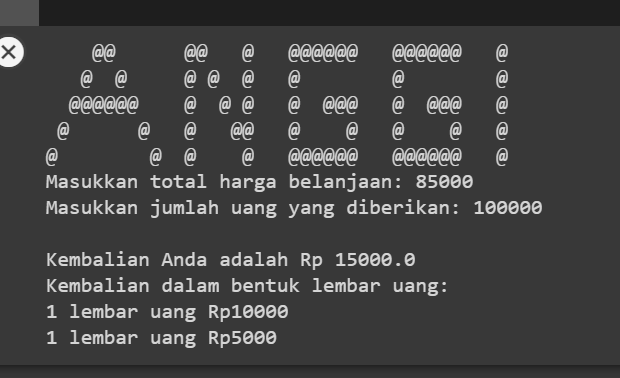 ANGGI
Masukkan total harga belanjaan: 85000
Masukkan jumlah uang yang diberikan: 100000
Kembalian Anda adalah Rp 15000.0
Kembalian dalam bentuk lembar uang:
1 lembar uang Rp10000
1 lembar uang Rp5000